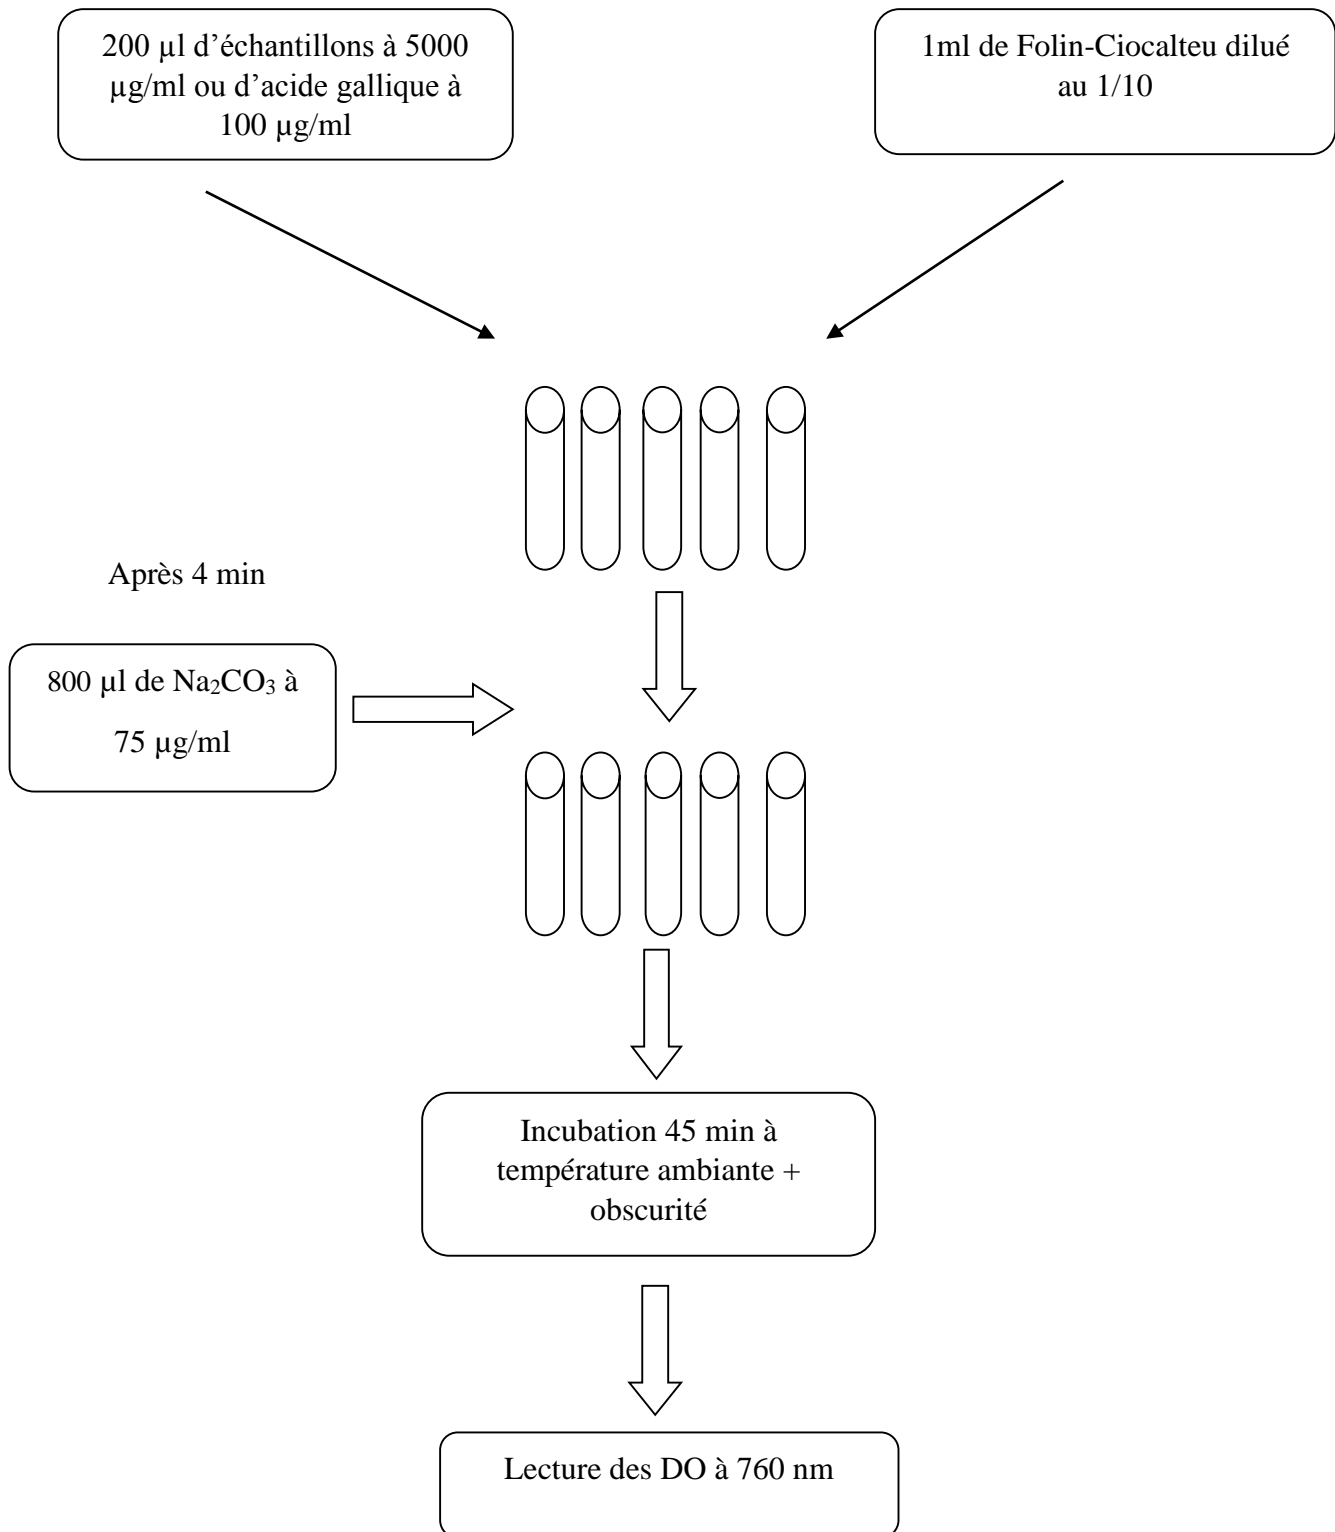 200 µl d’échantillons à 5000
µg/ml ou d’acide gallique à
100 µg/ml
1ml de Folin-Ciocalteu dilué
au 1/10
Après 4 min
800 µl de Na₂CO₃ à
75 µg/ml
Incubation 45 min à
température ambiante +
obscurité
Lecture des DO à 760 nm